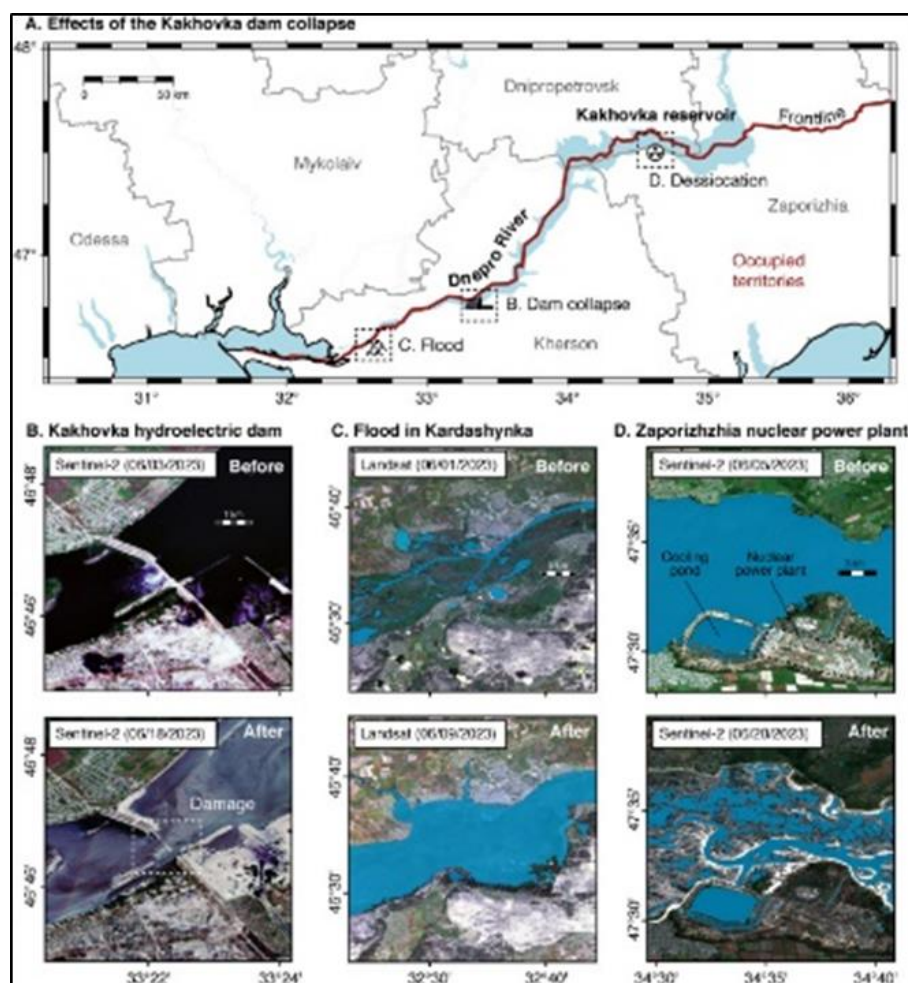 A. Effects of the Kakhovka dam collapse
48°
0 50 km
Dnipropetrovsk
Kakhovka reservoir
Frontline
Mykolaiv
D. Dessiocation
Zaporizhia
Odessa
47°
Dnepro River
Occupied
territories
B. Dam collapse
C. Flood
Kherson
31° 32° 33° 34° 35° 36°
B. Kakhovka hydroelectric dam
C. Flood in Kardashynka
D. Zaporizhzhia nuclear power plant
Sentinel-2 (06/03/2023)
Before
Landsat (06/01/2023)
Before
Sentinel-2 (06/05/2023)
Before
46°48'
46°46'
46°40'
46°30'
47°35'
47°30'
Cooling
pond
Nuclear
power plant
Sentinel-2 (06/18/2023)
After
Landsat (06/09/2023)
After
Sentinel-2 (06/20/2023)
After
Damage
46°48'
46°46'
46°40'
46°30'
47°35'
47°30'
33°22' 33°24'
32°30' 32°40'
34°30' 34°35' 34°40'